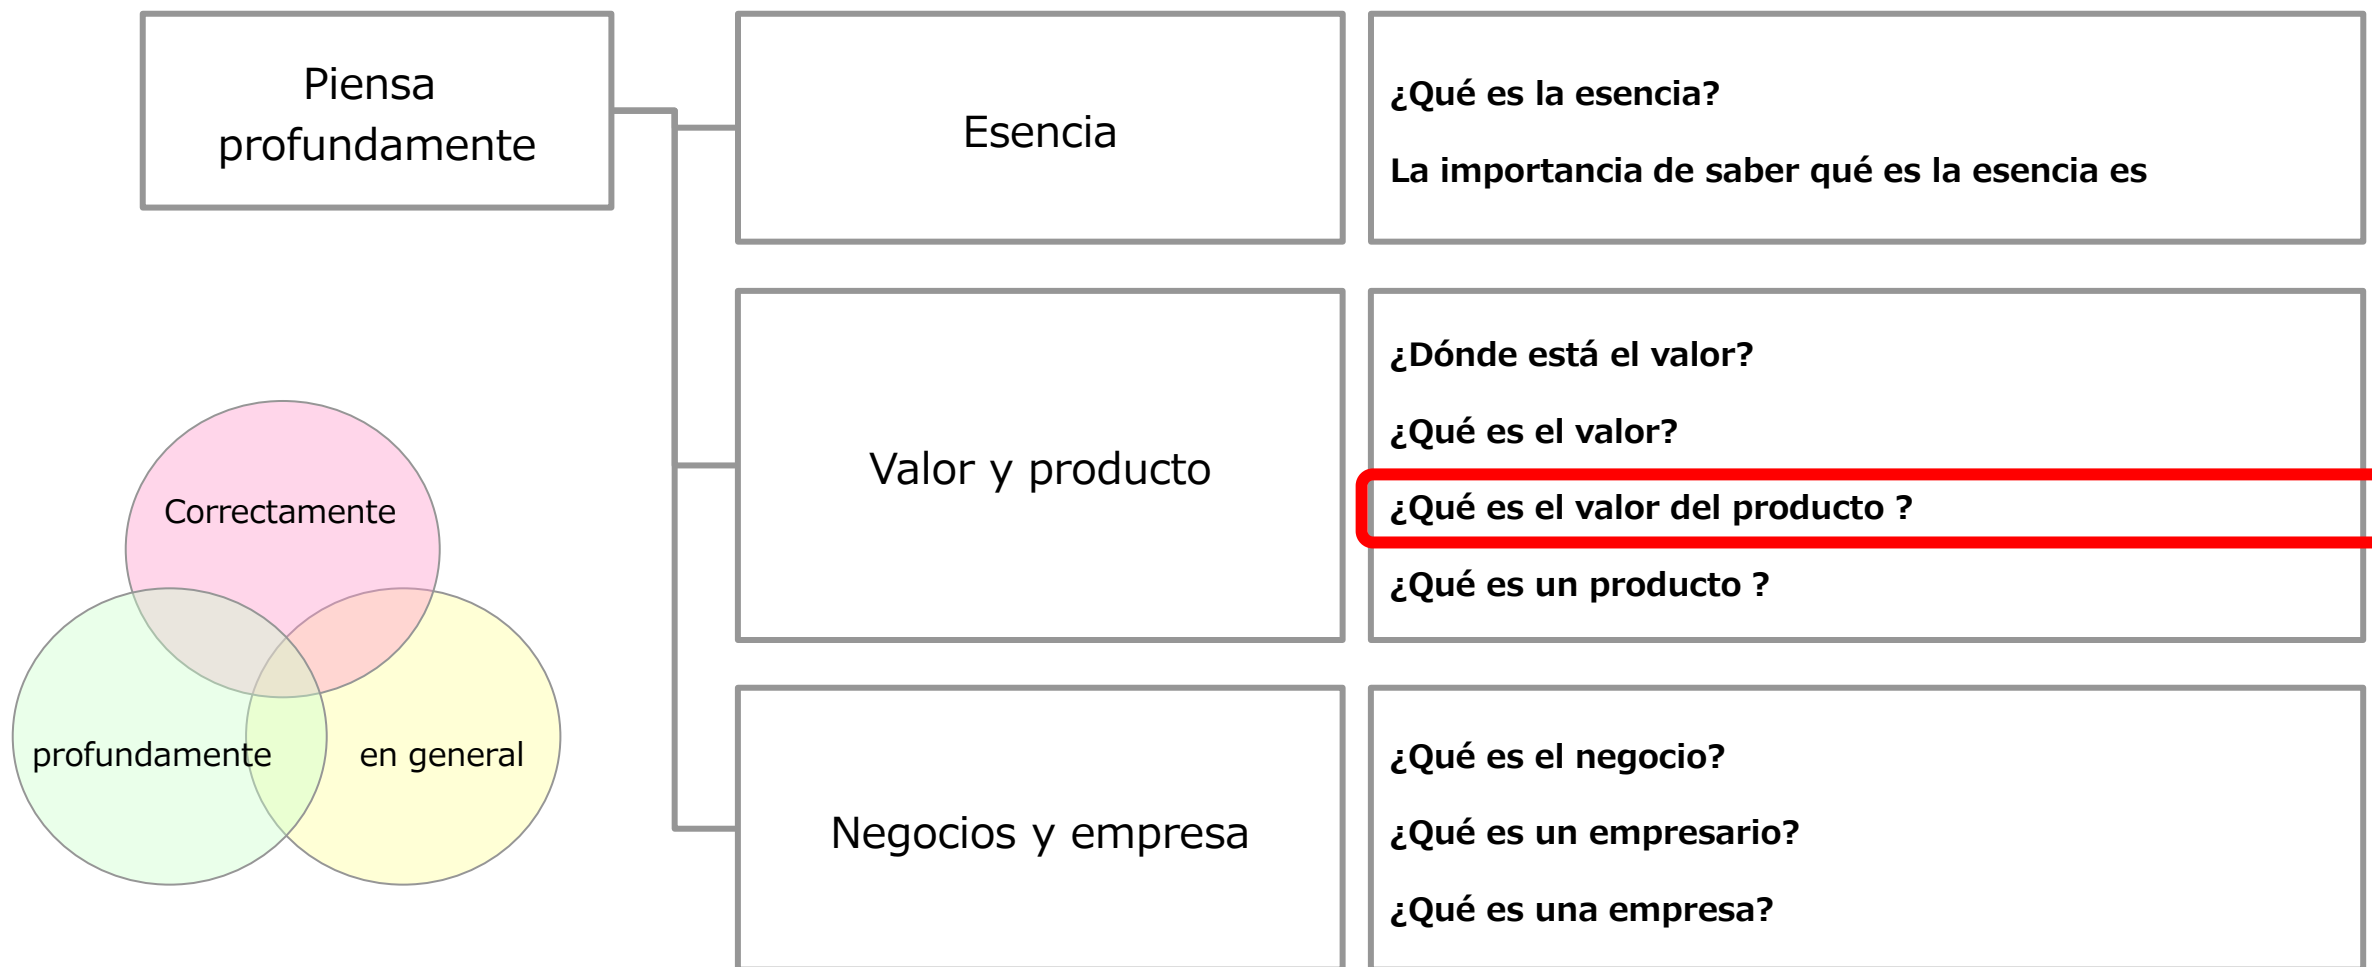 Piensa
profundamente
Esencia
¿Qué es la esencia?
La importancia de saber qué es la esencia es
Valor y producto
¿Dónde está el valor?
¿Qué es el valor?
¿Qué es el valor del producto ?
¿Qué es un producto ?
Negocios y empresa
¿Qué es el negocio?
¿Qué es un empresario?
¿Qué es una empresa?
Correctamente
profundamente
en general